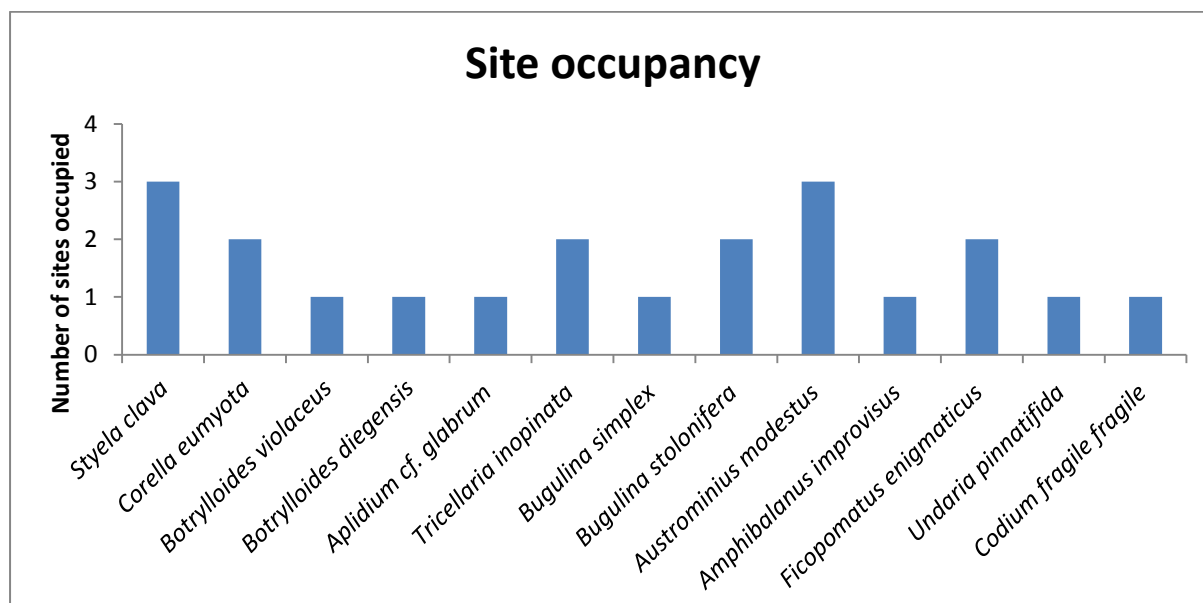 Site occupancy
Number of sites occupied
4
3
2
1
0
Styela clava
Corella eumyota
Botrylloides violaceus
Botrylloides diegensis
Aplidium cf. glabrum
Tricellaria inopinata
Bugulina simplex
Bugulina stolonifera
Austrominius modestus
Amphibalanus improvisus
Ficopomatus enigmaticus
Undaria pinnatifida
Codium fragile fragile